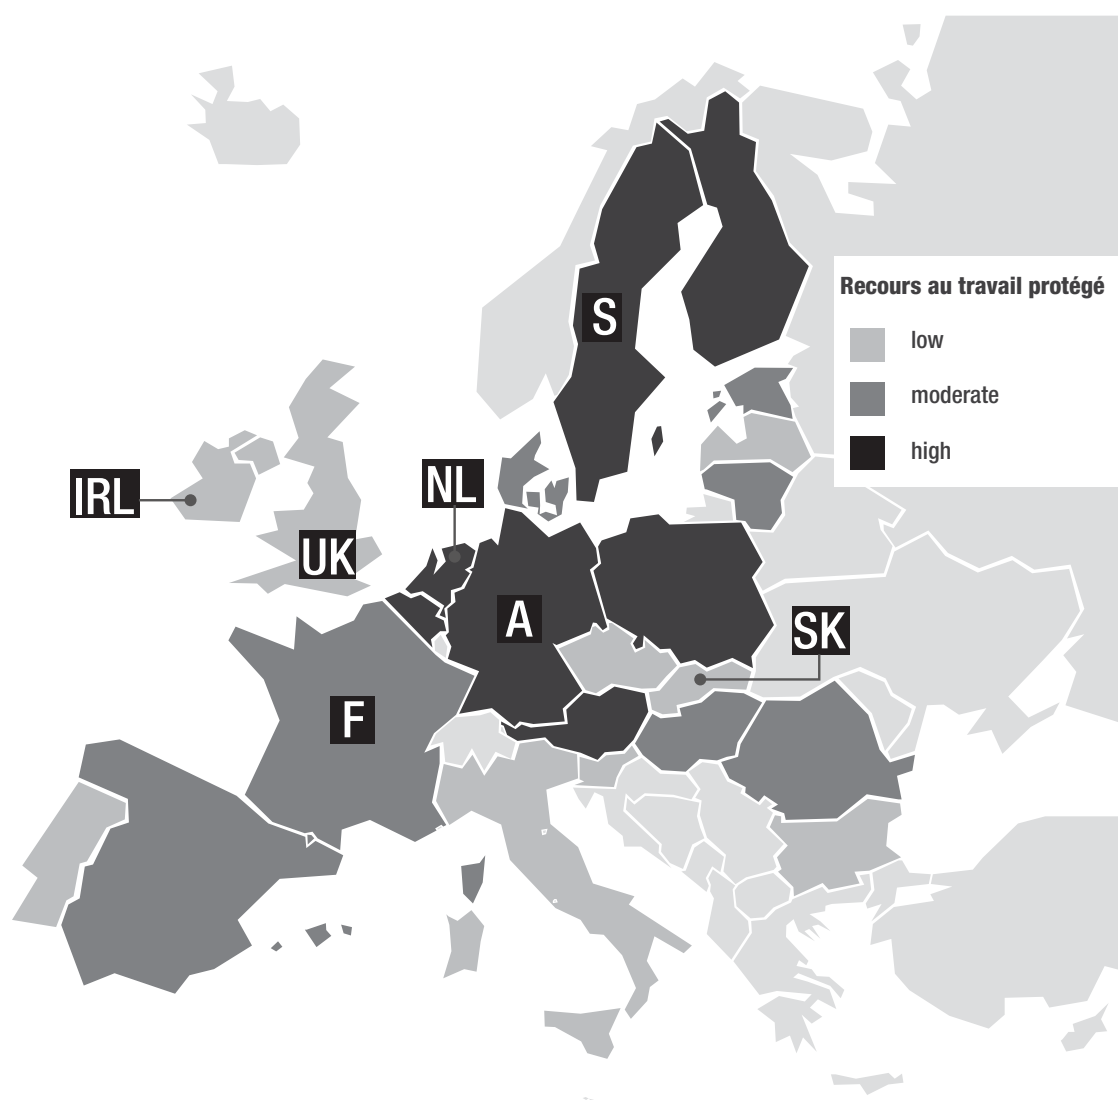 S
Recours au travail protégé
low
moderate
high
NL
IRL
UK
A
SK
F